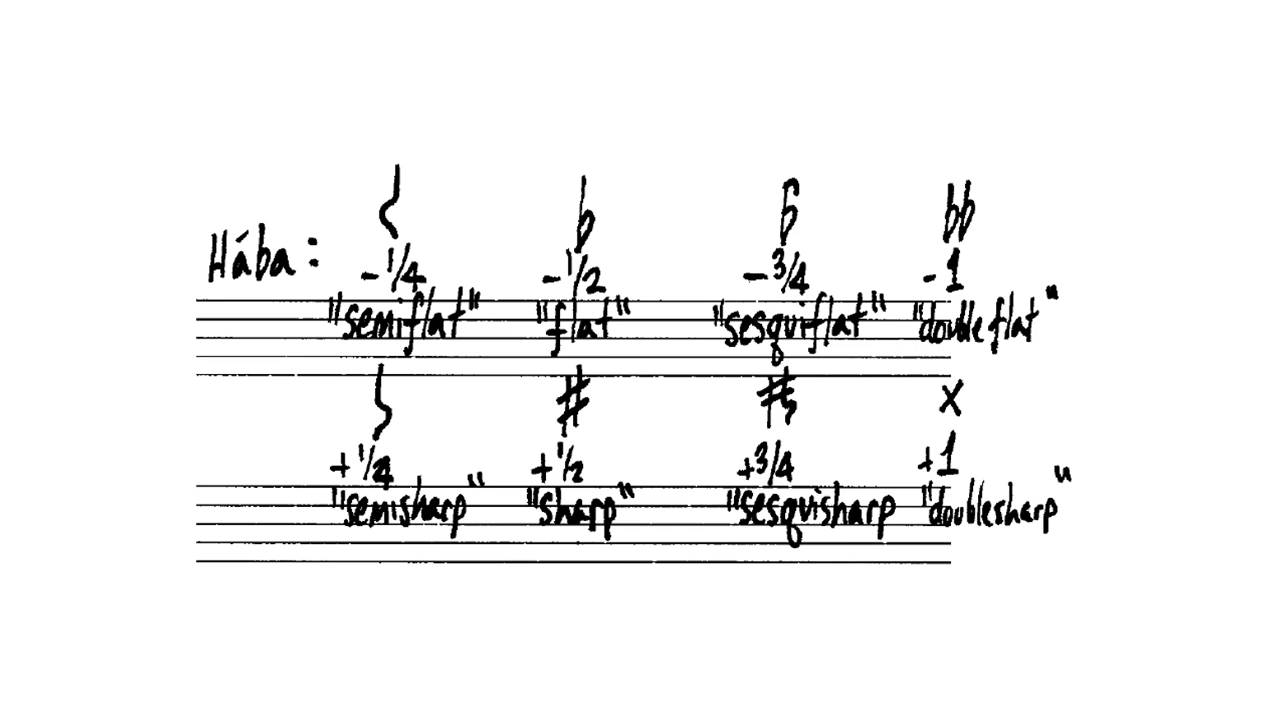 b b bb
Hába: -1/4 -1/2 -3/4 -1
"semiflat" "flat" "sesquiflat" "doubleflat"
# # x
+1/4 +1/2 +3/4 +1
"semisharp" "sharp" "sesquisharp "doublesharp"